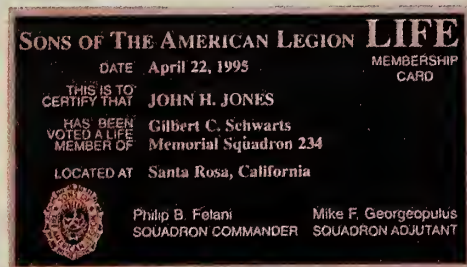 SONS OF THE AMERICAN LEGION LIFE
MEMBERSHIP CARD
DATE April 22, 1995
THIS IS TO CERTIFY THAT JOHN H. JONES
HAS BEEN VOTED A LIFE MEMBER OF Gilbert C. Schwarts Memorial Squadron 234
LOCATED AT Santa Rosa, California
Philip B. Felani Mike F. Georgeopulus
SQUADRON COMMANDER SQUADRON ADJUTANT